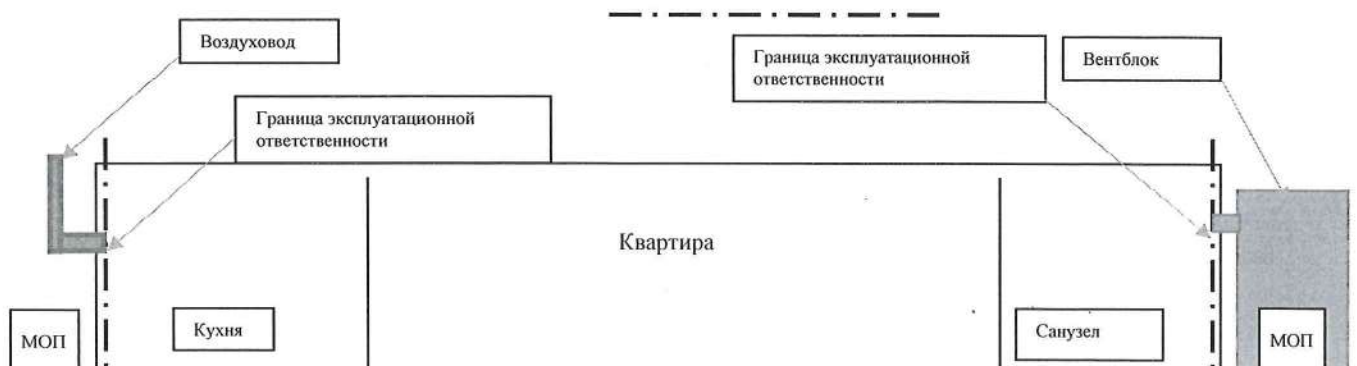 Воздуховод
Граница эксплуатационной
ответственности
Вентблок
Граница эксплуатационной
ответственности
Квартира
Кухня
Санузел
МОП
МОП